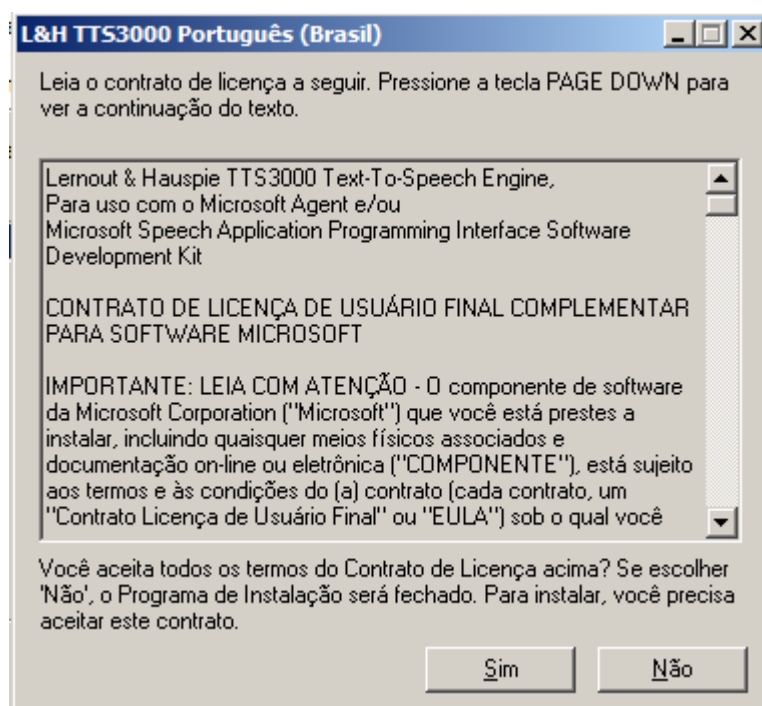 L&H TTS3000 Português (Brasil)
Leia o contrato de licença a seguir. Pressione a tecla PAGE DOWN para
ver a continuação do texto.
Lernout & Hauspie TTS3000 Text-To-Speech Engine,
Para uso com o Microsoft Agent e/ou
Microsoft Speech Application Programming Interface Software
Development Kit
CONTRATO DE LICENÇA DE USUÁRIO FINAL COMPLEMENTAR
PARA SOFTWARE MICROSOFT
IMPORTANTE: LEIA COM ATENÇÃO - O componente de software
da Microsoft Corporation ("Microsoft") que você está prestes a
instalar, incluindo quaisquer meios físicos associados e
documentação on-line ou eletrônica ("COMPONENTE"), está sujeito
aos termos e às condições do (a) contrato (cada contrato, um
"Contrato Licença de Usuário Final" ou "EULA") sob o qual você
Você aceita todos os termos do Contrato de Licença acima? Se escolher
'Não', o Programa de Instalação será fechado. Para instalar, você precisa
aceitar este contrato.
Sim Não